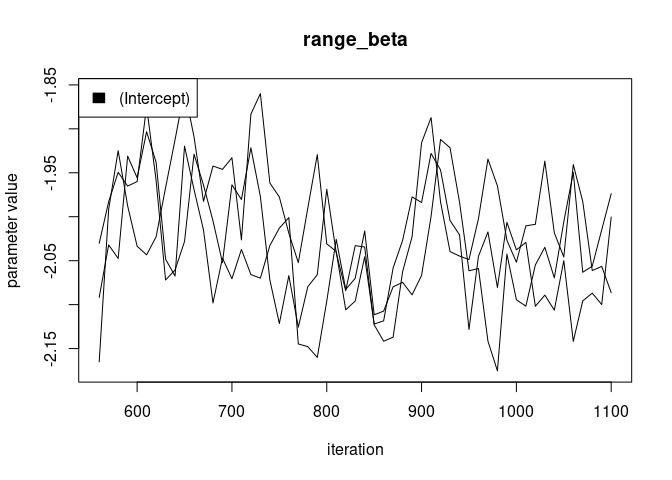 range_beta
(Intercept)
parameter value
-1.85
-1.95
-2.05
-2.15
600 700 800 900 1000 1100
iteration